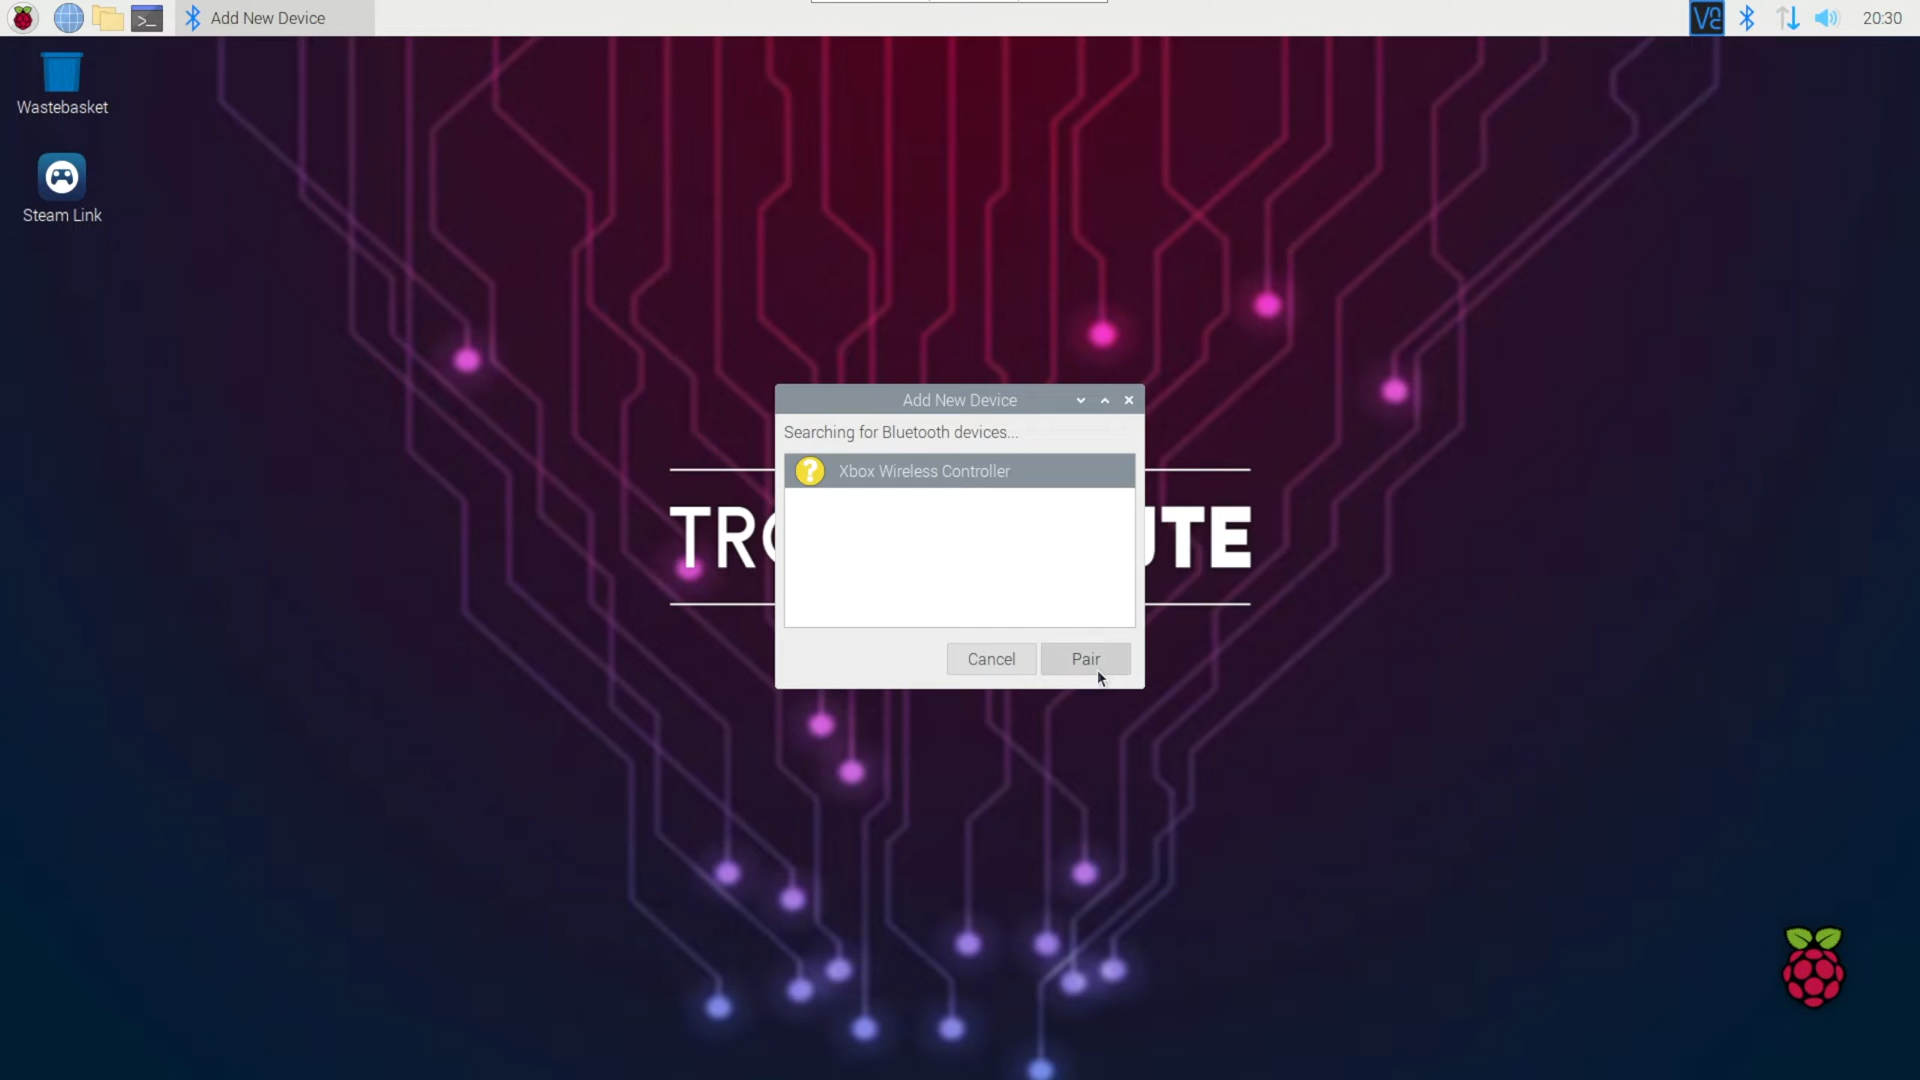 Add New Device
20:30
Wastebasket
Steam Link
Add New Device
Searching for Bluetooth devices...
? Xbox Wireless Controller
TR
UTE
Cancel
Pair